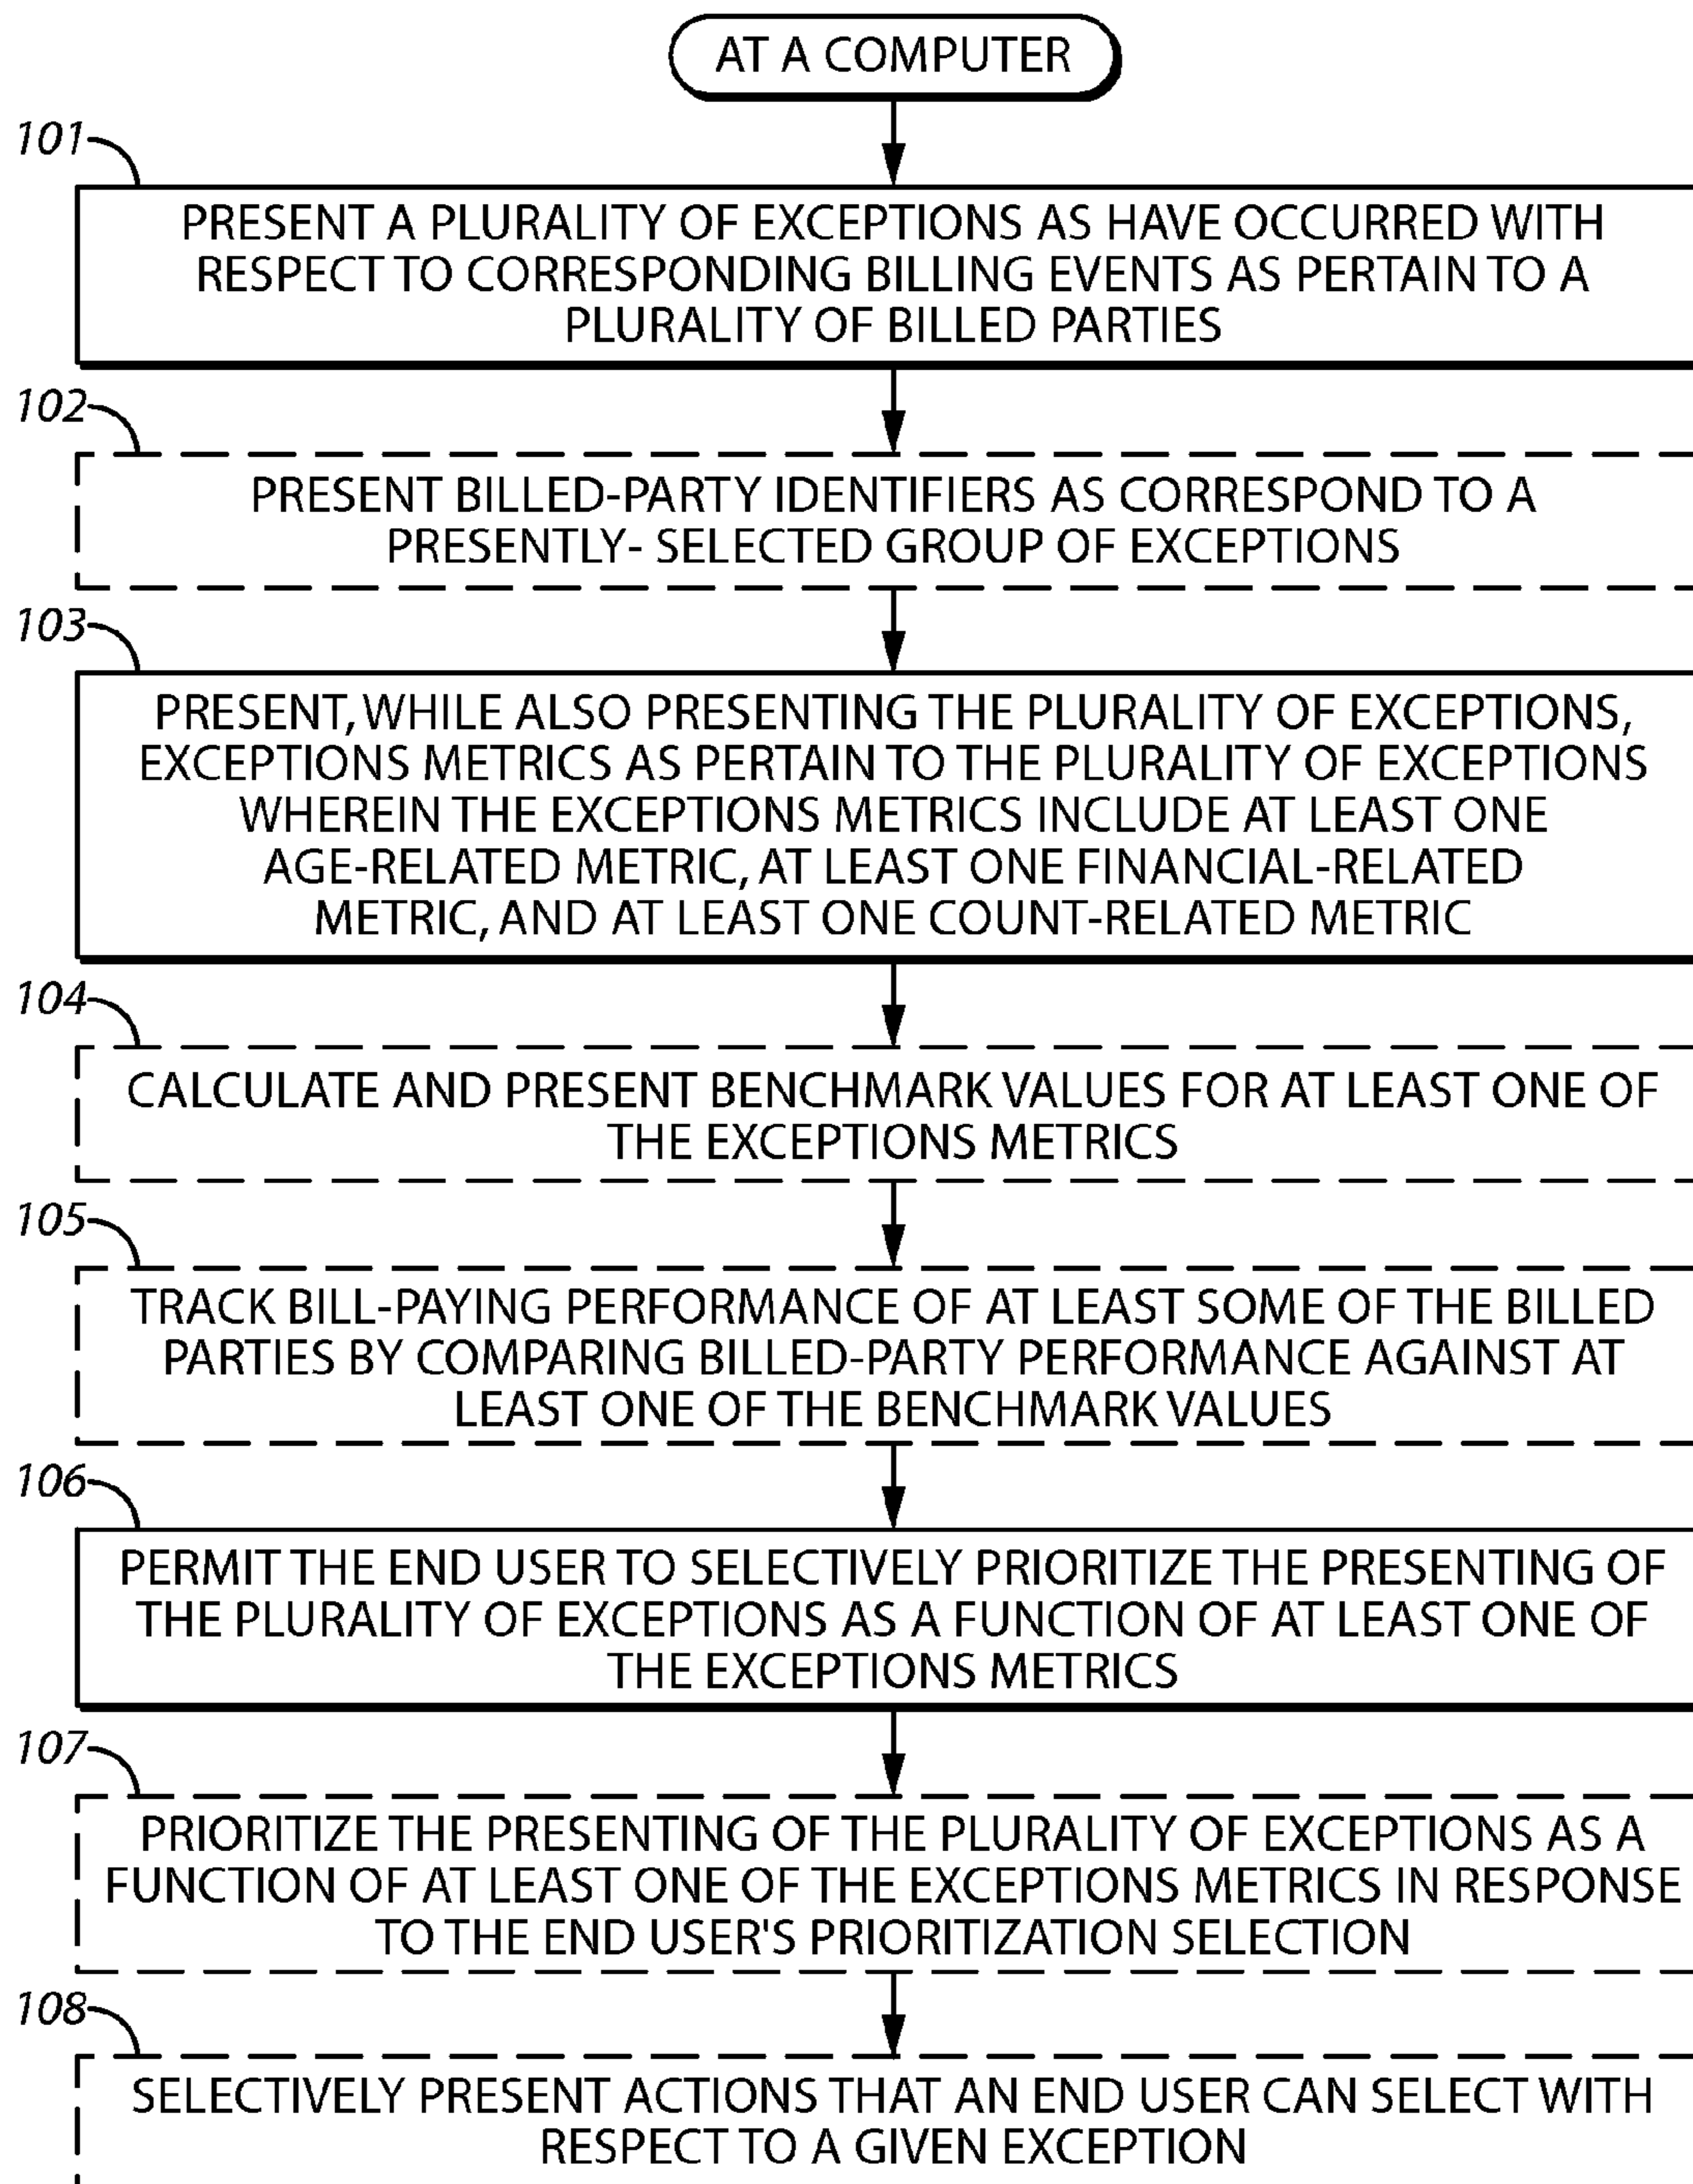 AT A COMPUTER
101
PRESENT A PLURALITY OF EXCEPTIONS AS HAVE OCCURRED WITH
RESPECT TO CORRESPONDING BILLING EVENTS AS PERTAIN TO A
PLURALITY OF BILLED PARTIES
102
PRESENT BILLED-PARTY IDENTIFIERS AS CORRESPOND TO A
PRESENTLY- SELECTED GROUP OF EXCEPTIONS
103
PRESENT, WHILE ALSO PRESENTING THE PLURALITY OF EXCEPTIONS,
EXCEPTIONS METRICS AS PERTAIN TO THE PLURALITY OF EXCEPTIONS
WHEREIN THE EXCEPTIONS METRICS INCLUDE AT LEAST ONE
AGE-RELATED METRIC, AT LEAST ONE FINANCIAL-RELATED
METRIC, AND AT LEAST ONE COUNT-RELATED METRIC
104
CALCULATE AND PRESENT BENCHMARK VALUES FOR AT LEAST ONE OF
THE EXCEPTIONS METRICS
105
TRACK BILL-PAYING PERFORMANCE OF AT LEAST SOME OF THE BILLED
PARTIES BY COMPARING BILLED-PARTY PERFORMANCE AGAINST AT
LEAST ONE OF THE BENCHMARK VALUES
106
PERMIT THE END USER TO SELECTIVELY PRIORITIZE THE PRESENTING OF
THE PLURALITY OF EXCEPTIONS AS A FUNCTION OF AT LEAST ONE OF
THE EXCEPTIONS METRICS
107
PRIORITIZE THE PRESENTING OF THE PLURALITY OF EXCEPTIONS AS A
FUNCTION OF AT LEAST ONE OF THE EXCEPTIONS METRICS IN RESPONSE
TO THE END USER'S PRIORITIZATION SELECTION
108
SELECTIVELY PRESENT ACTIONS THAT AN END USER CAN SELECT WITH
RESPECT TO A GIVEN EXCEPTION